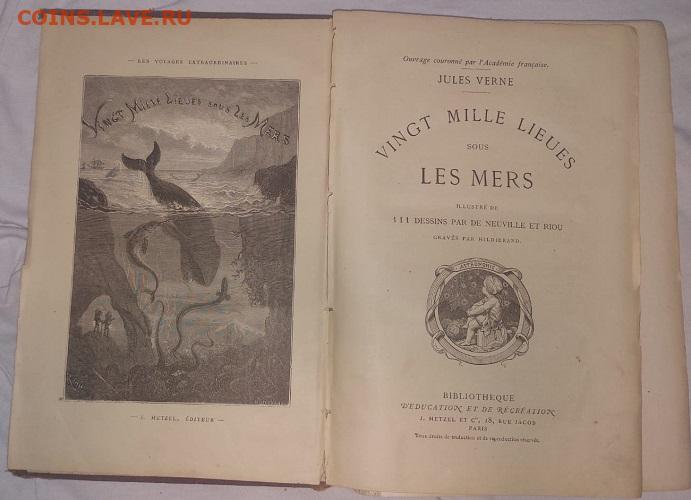 COINS.LAVE.RU
— LES VOYAGES EXTRAORDINAIRES —
VINGT MILLE LIEUES SOUS LES MERS
— J. HETZEL, ÉDITEUR —
Ouvrage couronné par l'Académie française.
JULES VERNE
VINGT MILLE LIEUES
SOUS
LES MERS
ILLUSTRÉ DE
111 DESSINS PAR DE NEUVILLE ET RIOU
GRAVÉS PAR HILDIBRAND.
ASTRONOMIE
BIBLIOTHÈQUE
D'ÉDUCATION ET DE RÉCRÉATION
J. HETZEL ET Cie, 18, RUE JACOB
PARIS
Tous droits de traduction et de reproduction réservés.